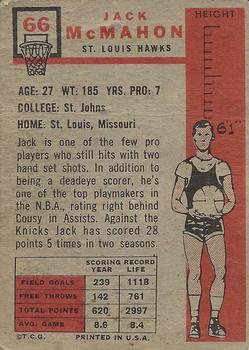 66
JACK
McMAHON
ST. LOUIS HAWKS
HEIGHT
6'1"
AGE: 27 WT: 185 YRS. PRO: 7
COLLEGE: St. Johns
HOME: St. Louis, Missouri
Jack is one of the few pro
players who still hits with two
hand set shots. In addition to
being a deadeye scorer, he's
one of the top playmakers in
the N.B.A., rating right behind
Cousy in Assists. Against the
Knicks Jack has scored 28
points 5 times in two seasons.
SCORING RECORD
YEAR LIFE
FIELD GOALS 239 1118
FREE THROWS 142 761
TOTAL POINTS 620 2997
AVG. GAME 8.6 8.4
©T.C.G. PRINTED IN U.S.A.